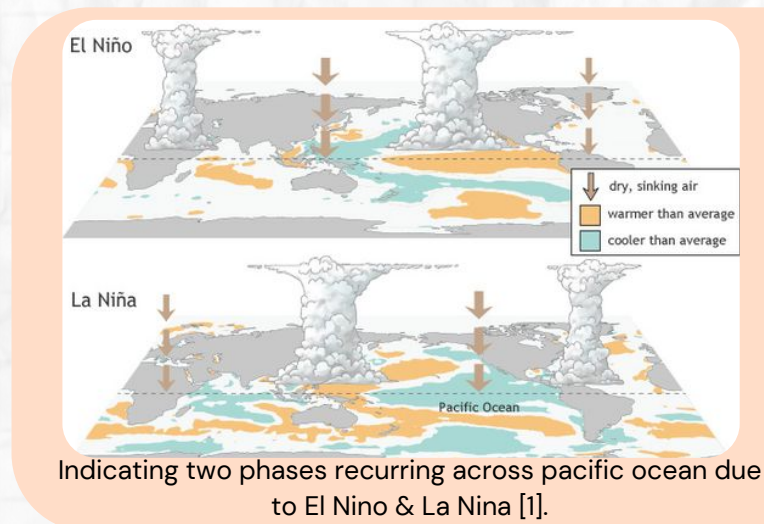 El Niño
dry, sinking air
warmer than average
cooler than average
La Niña
Pacific Ocean
Indicating two phases recurring across pacific ocean due
to El Nino & La Nina [1].